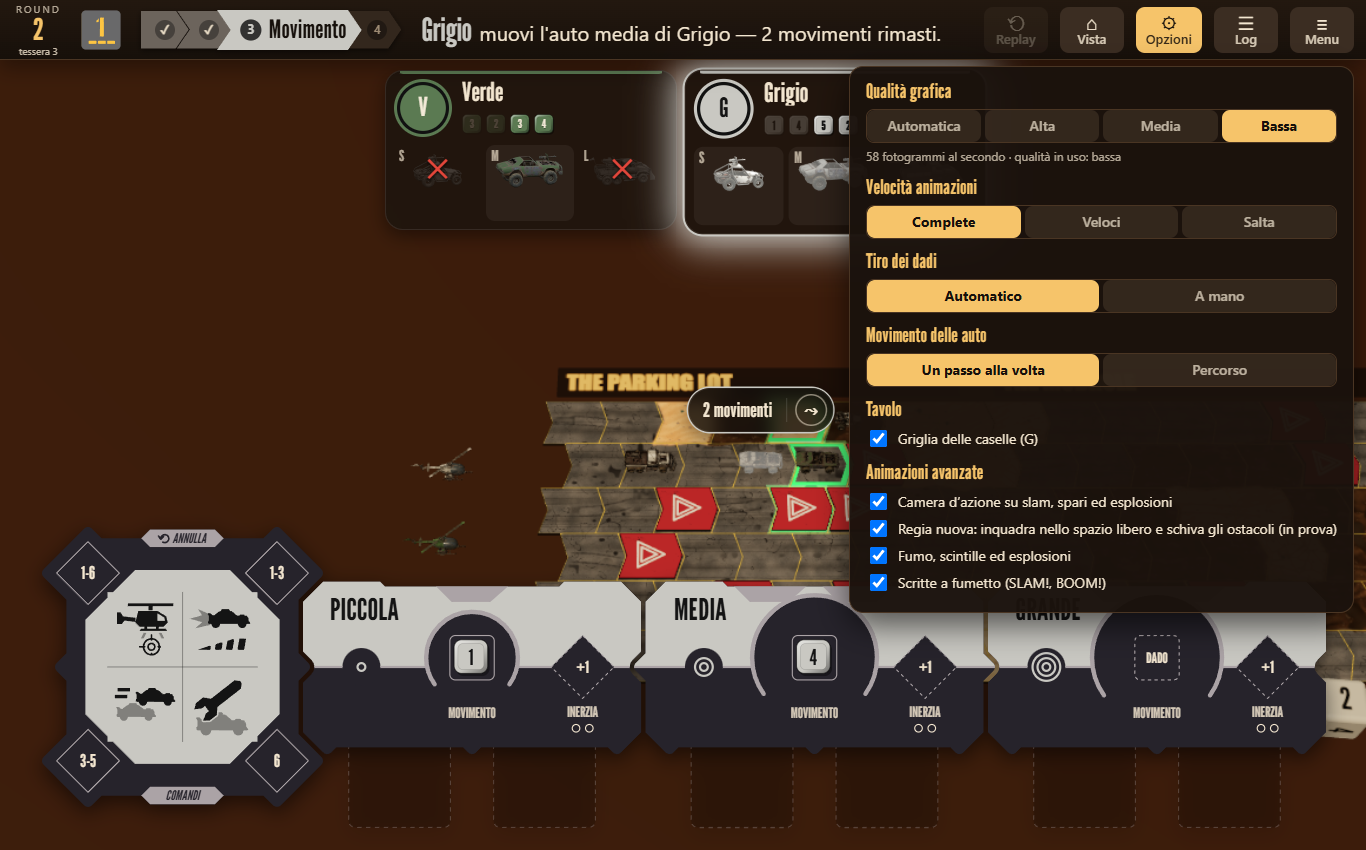 ROUND
2
tessera 3
1
3 Movimento
4
Grigio muovi l'auto media di Grigio — 2 movimenti rimasti.
Replay
Vista
Opzioni
Log
Menu
V
Verde
3 2 3 4
S
M
L
G
Grigio
1 4 5 2
S
M
Qualità grafica
Automatica
Alta
Media
Bassa
58 fotogrammi al secondo · qualità in uso: bassa
Velocità animazioni
Complete
Veloci
Salta
Tiro dei dadi
Automatico
A mano
Movimento delle auto
Un passo alla volta
Percorso
Tavolo
Griglia delle caselle (G)
Animazioni avanzate
Camera d'azione su slam, spari ed esplosioni
Regia nuova: inquadra nello spazio libero e schiva gli ostacoli (in prova)
Fumo, scintille ed esplosioni
Scritte a fumetto (SLAM!, BOOM!)
THE PARKING LOT
2 movimenti
ANNULLA
1-6
1-3
3-5
6
COMANDI
PICCOLA
1
MOVIMENTO
+1
INERZIA
MEDIA
4
MOVIMENTO
+1
INERZIA
GRANDE
DADO
MOVIMENTO
+1
INERZIA
2